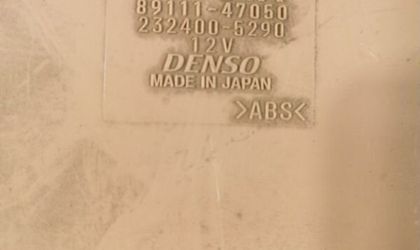 89111-47050
232400-5290
12V
DENSO
MADE IN JAPAN
>ABS<